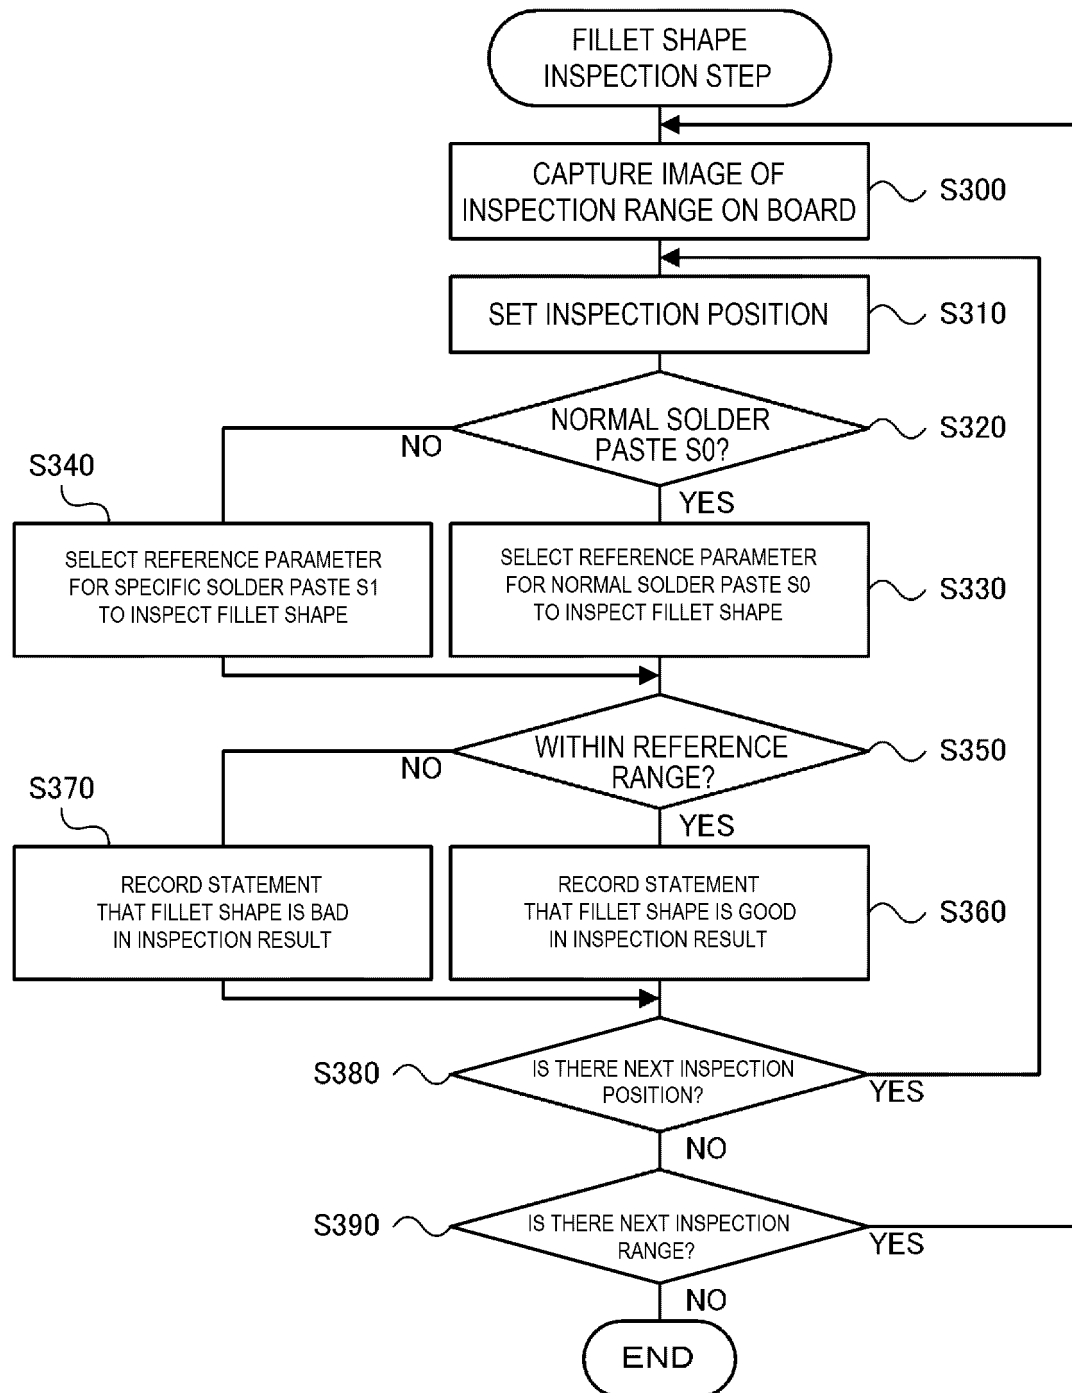 FILLET SHAPE
INSPECTION STEP
CAPTURE IMAGE OF
INSPECTION RANGE ON BOARD
S300
SET INSPECTION POSITION
S310
NORMAL SOLDER
PASTE S0?
S320
NO
YES
S340
SELECT REFERENCE PARAMETER
FOR SPECIFIC SOLDER PASTE S1
TO INSPECT FILLET SHAPE
SELECT REFERENCE PARAMETER
FOR NORMAL SOLDER PASTE S0
TO INSPECT FILLET SHAPE
S330
WITHIN REFERENCE
RANGE?
S350
NO
YES
S370
RECORD STATEMENT
THAT FILLET SHAPE IS BAD
IN INSPECTION RESULT
RECORD STATEMENT
THAT FILLET SHAPE IS GOOD
IN INSPECTION RESULT
S360
S380
IS THERE NEXT INSPECTION
POSITION?
YES
NO
S390
IS THERE NEXT INSPECTION
RANGE?
YES
NO
END